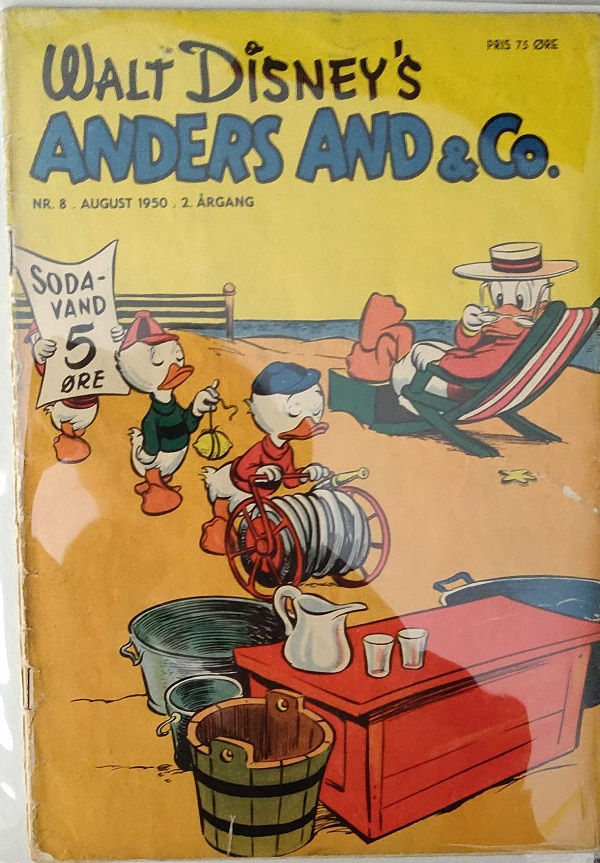 PRIS 75 ØRE
WALT DISNEY'S
ANDERS AND & Co.
NR. 8 . AUGUST 1950 . 2. ÅRGANG
SODA-
VAND
5
ØRE